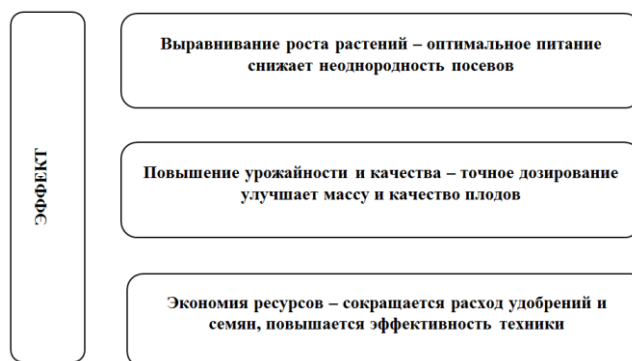 ЭФФЕКТ
Выравнивание роста растений – оптимальное питание
снижает неоднородность посевов
Повышение урожайности и качества – точное дозирование
улучшает массу и качество плодов
Экономия ресурсов – сокращается расход удобрений и
семян, повышается эффективность техники